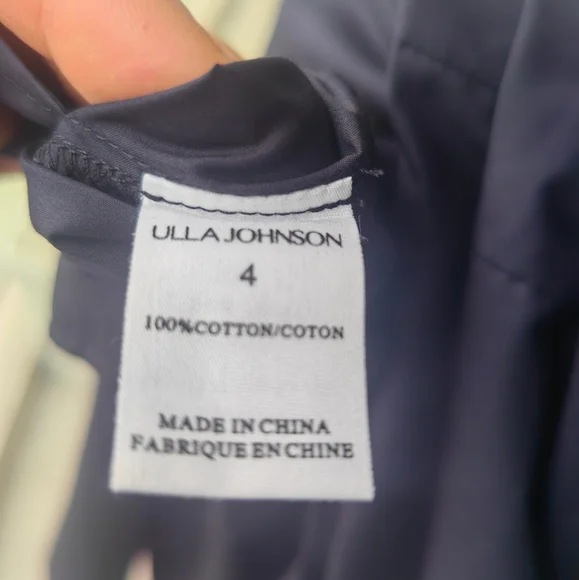 ULLA JOHNSON
4
100%COTTON/COTON
MADE IN CHINA
FABRIQUE EN CHINE